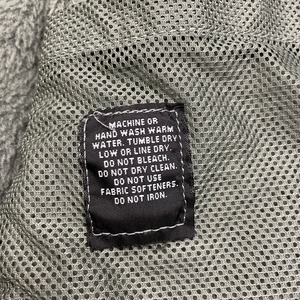 MACHINE OR
HAND WASH WARM
WATER. TUMBLE DRY
LOW OR LINE DRY.
DO NOT BLEACH.
DO NOT DRY CLEAN.
DO NOT USE
FABRIC SOFTENERS.
DO NOT IRON.